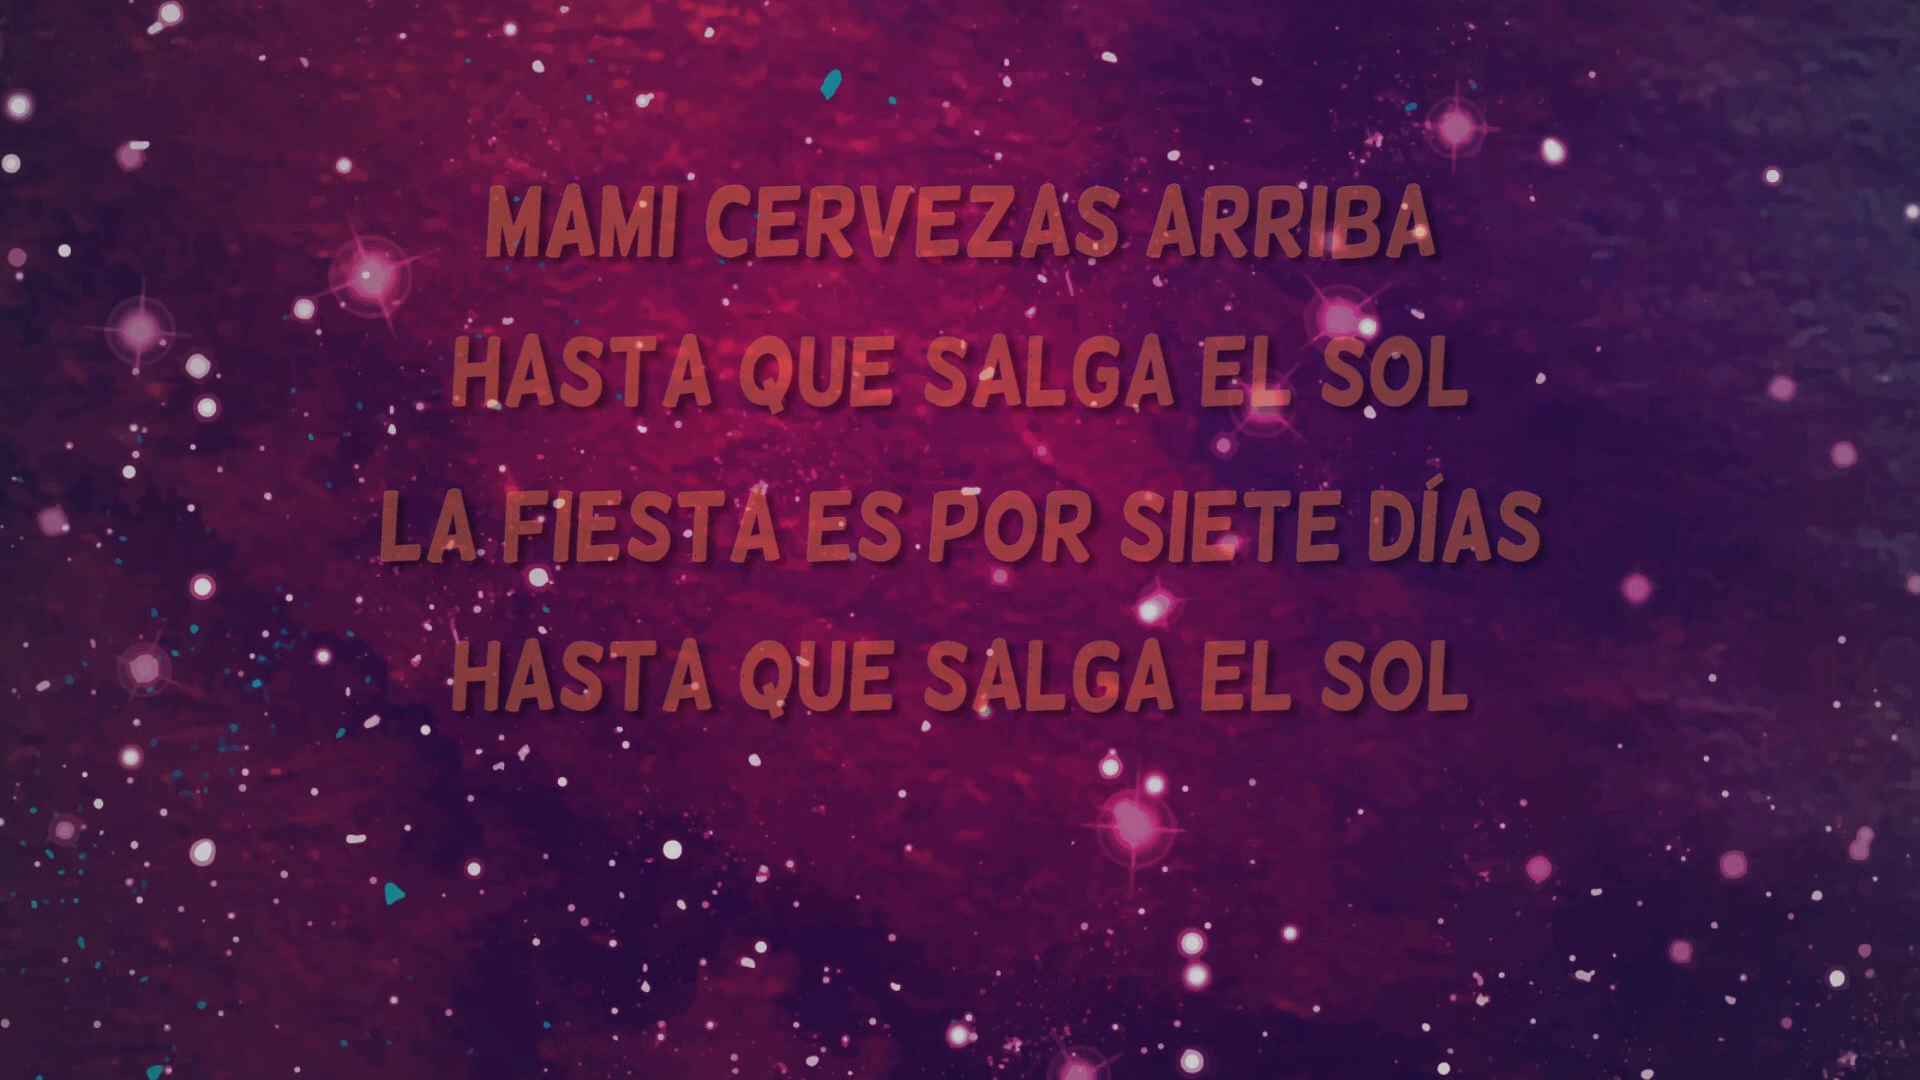 MAMI CERVEZAS ARRIBA
HASTA QUE SALGA EL SOL
LA FIESTA ES POR SIETE DÍAS
HASTA QUE SALGA EL SOL